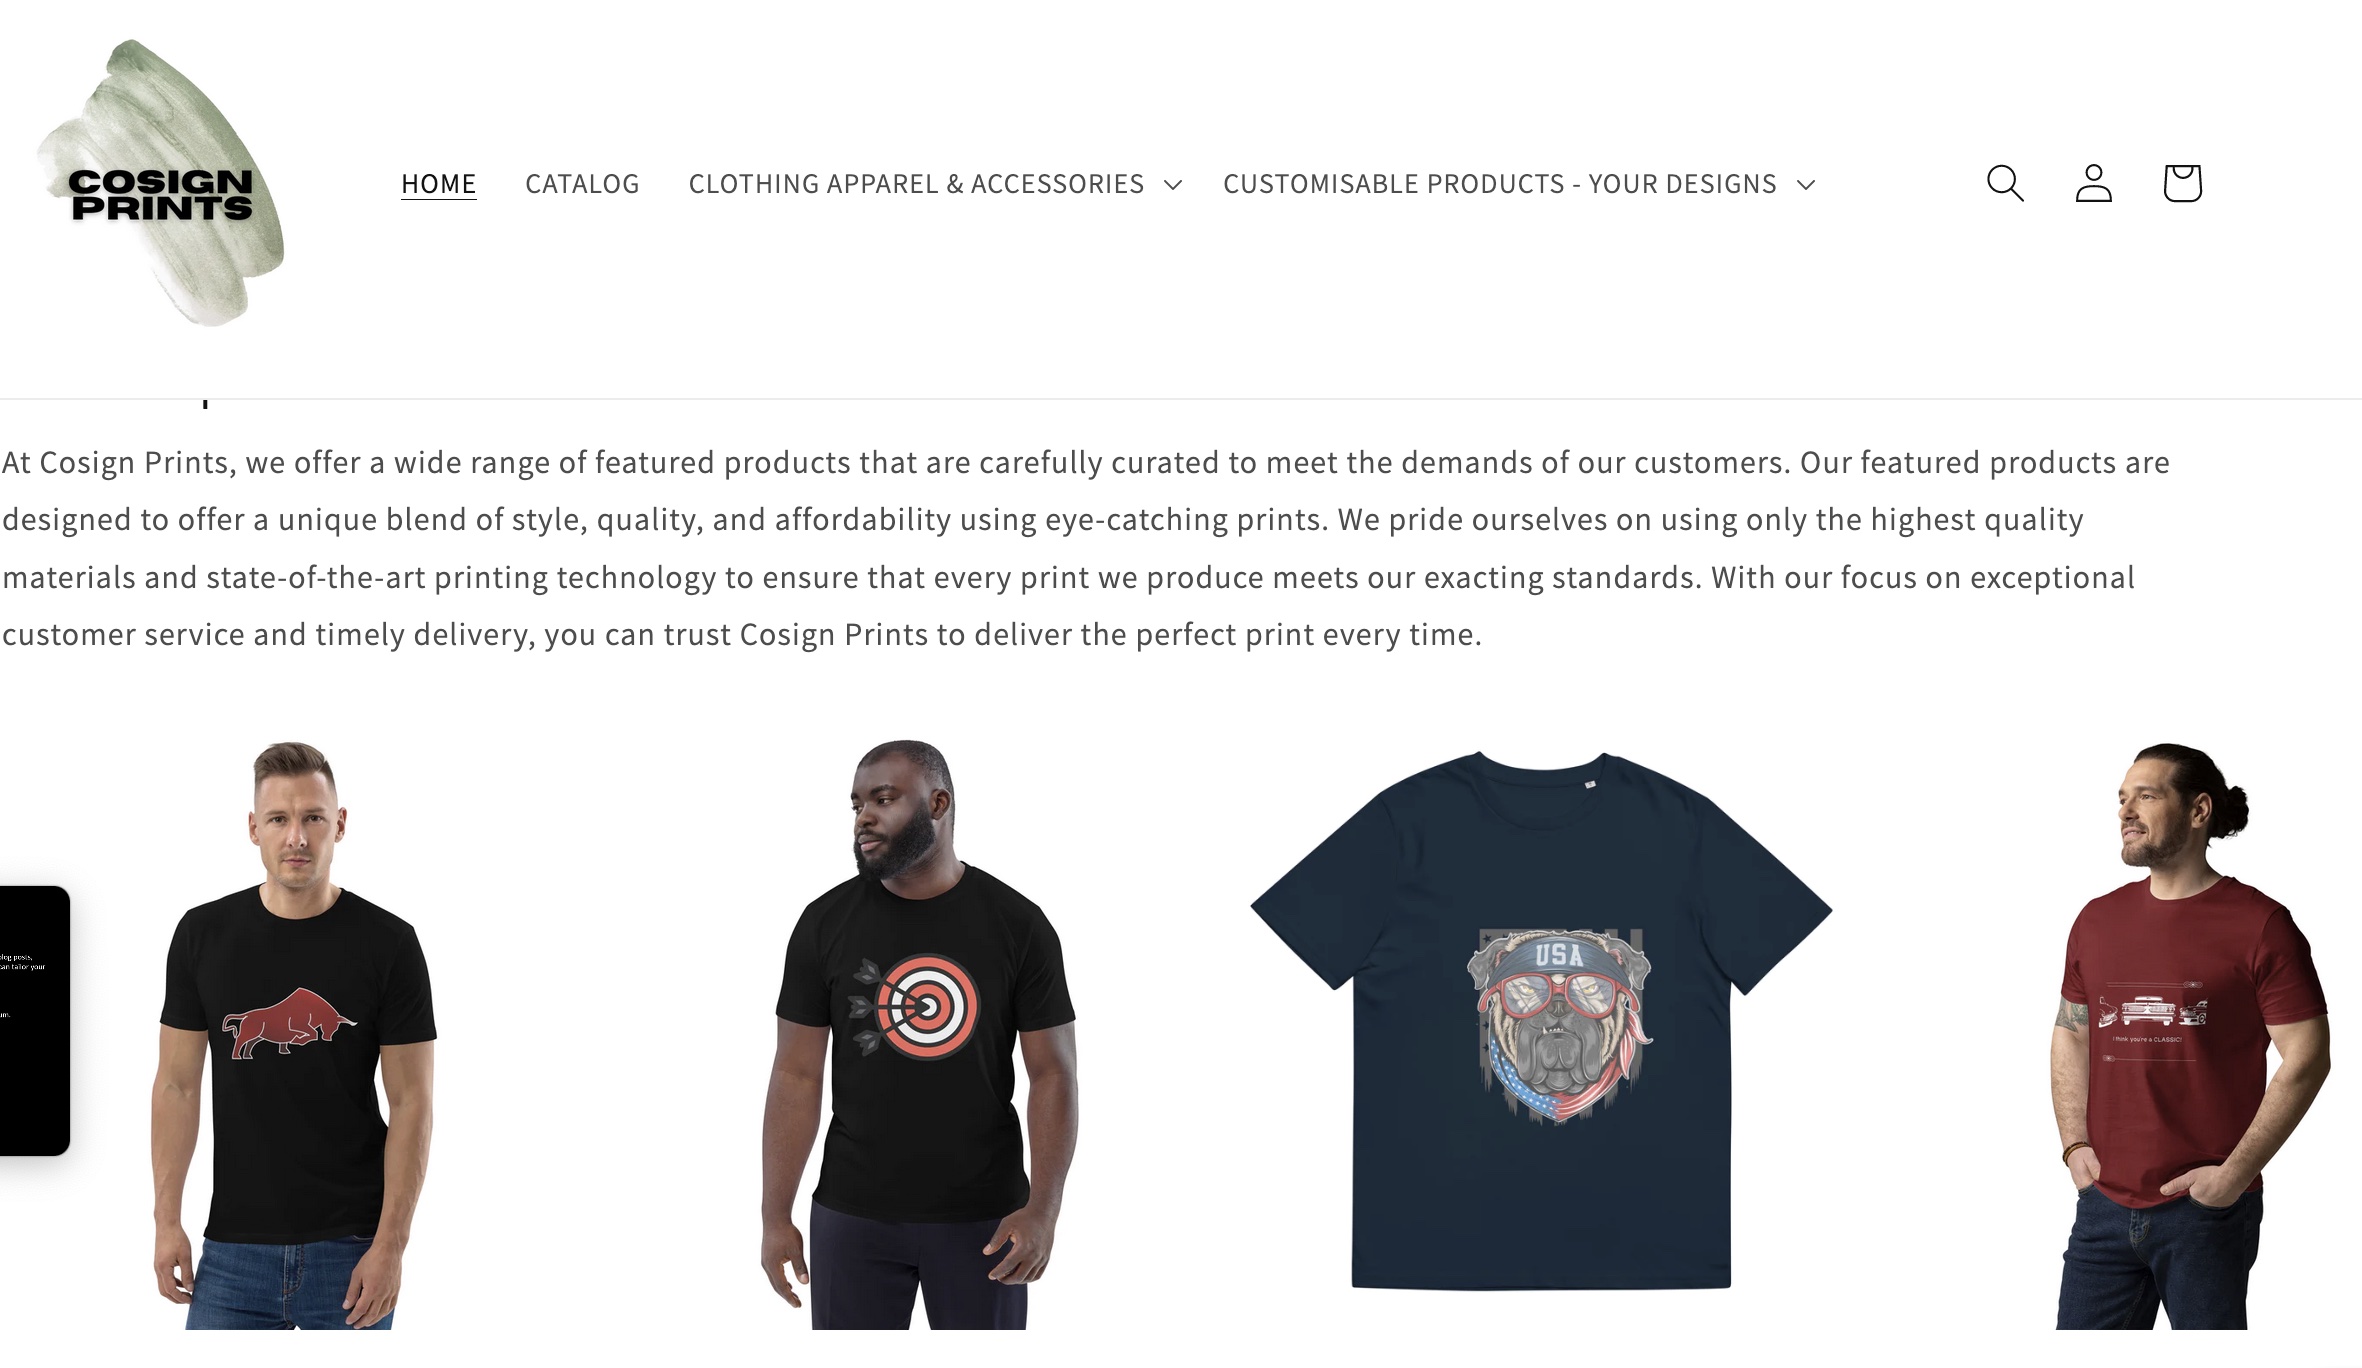 COSIGN
PRINTS
HOME
CATALOG
CLOTHING APPAREL & ACCESSORIES
CUSTOMISABLE PRODUCTS - YOUR DESIGNS
At Cosign Prints, we offer a wide range of featured products that are carefully curated to meet the demands of our customers. Our featured products are
designed to offer a unique blend of style, quality, and affordability using eye-catching prints. We pride ourselves on using only the highest quality
materials and state-of-the-art printing technology to ensure that every print we produce meets our exacting standards. With our focus on exceptional
customer service and timely delivery, you can trust Cosign Prints to deliver the perfect print every time.
posts,
can tailor your
USA
I think you're a CLASSIC!